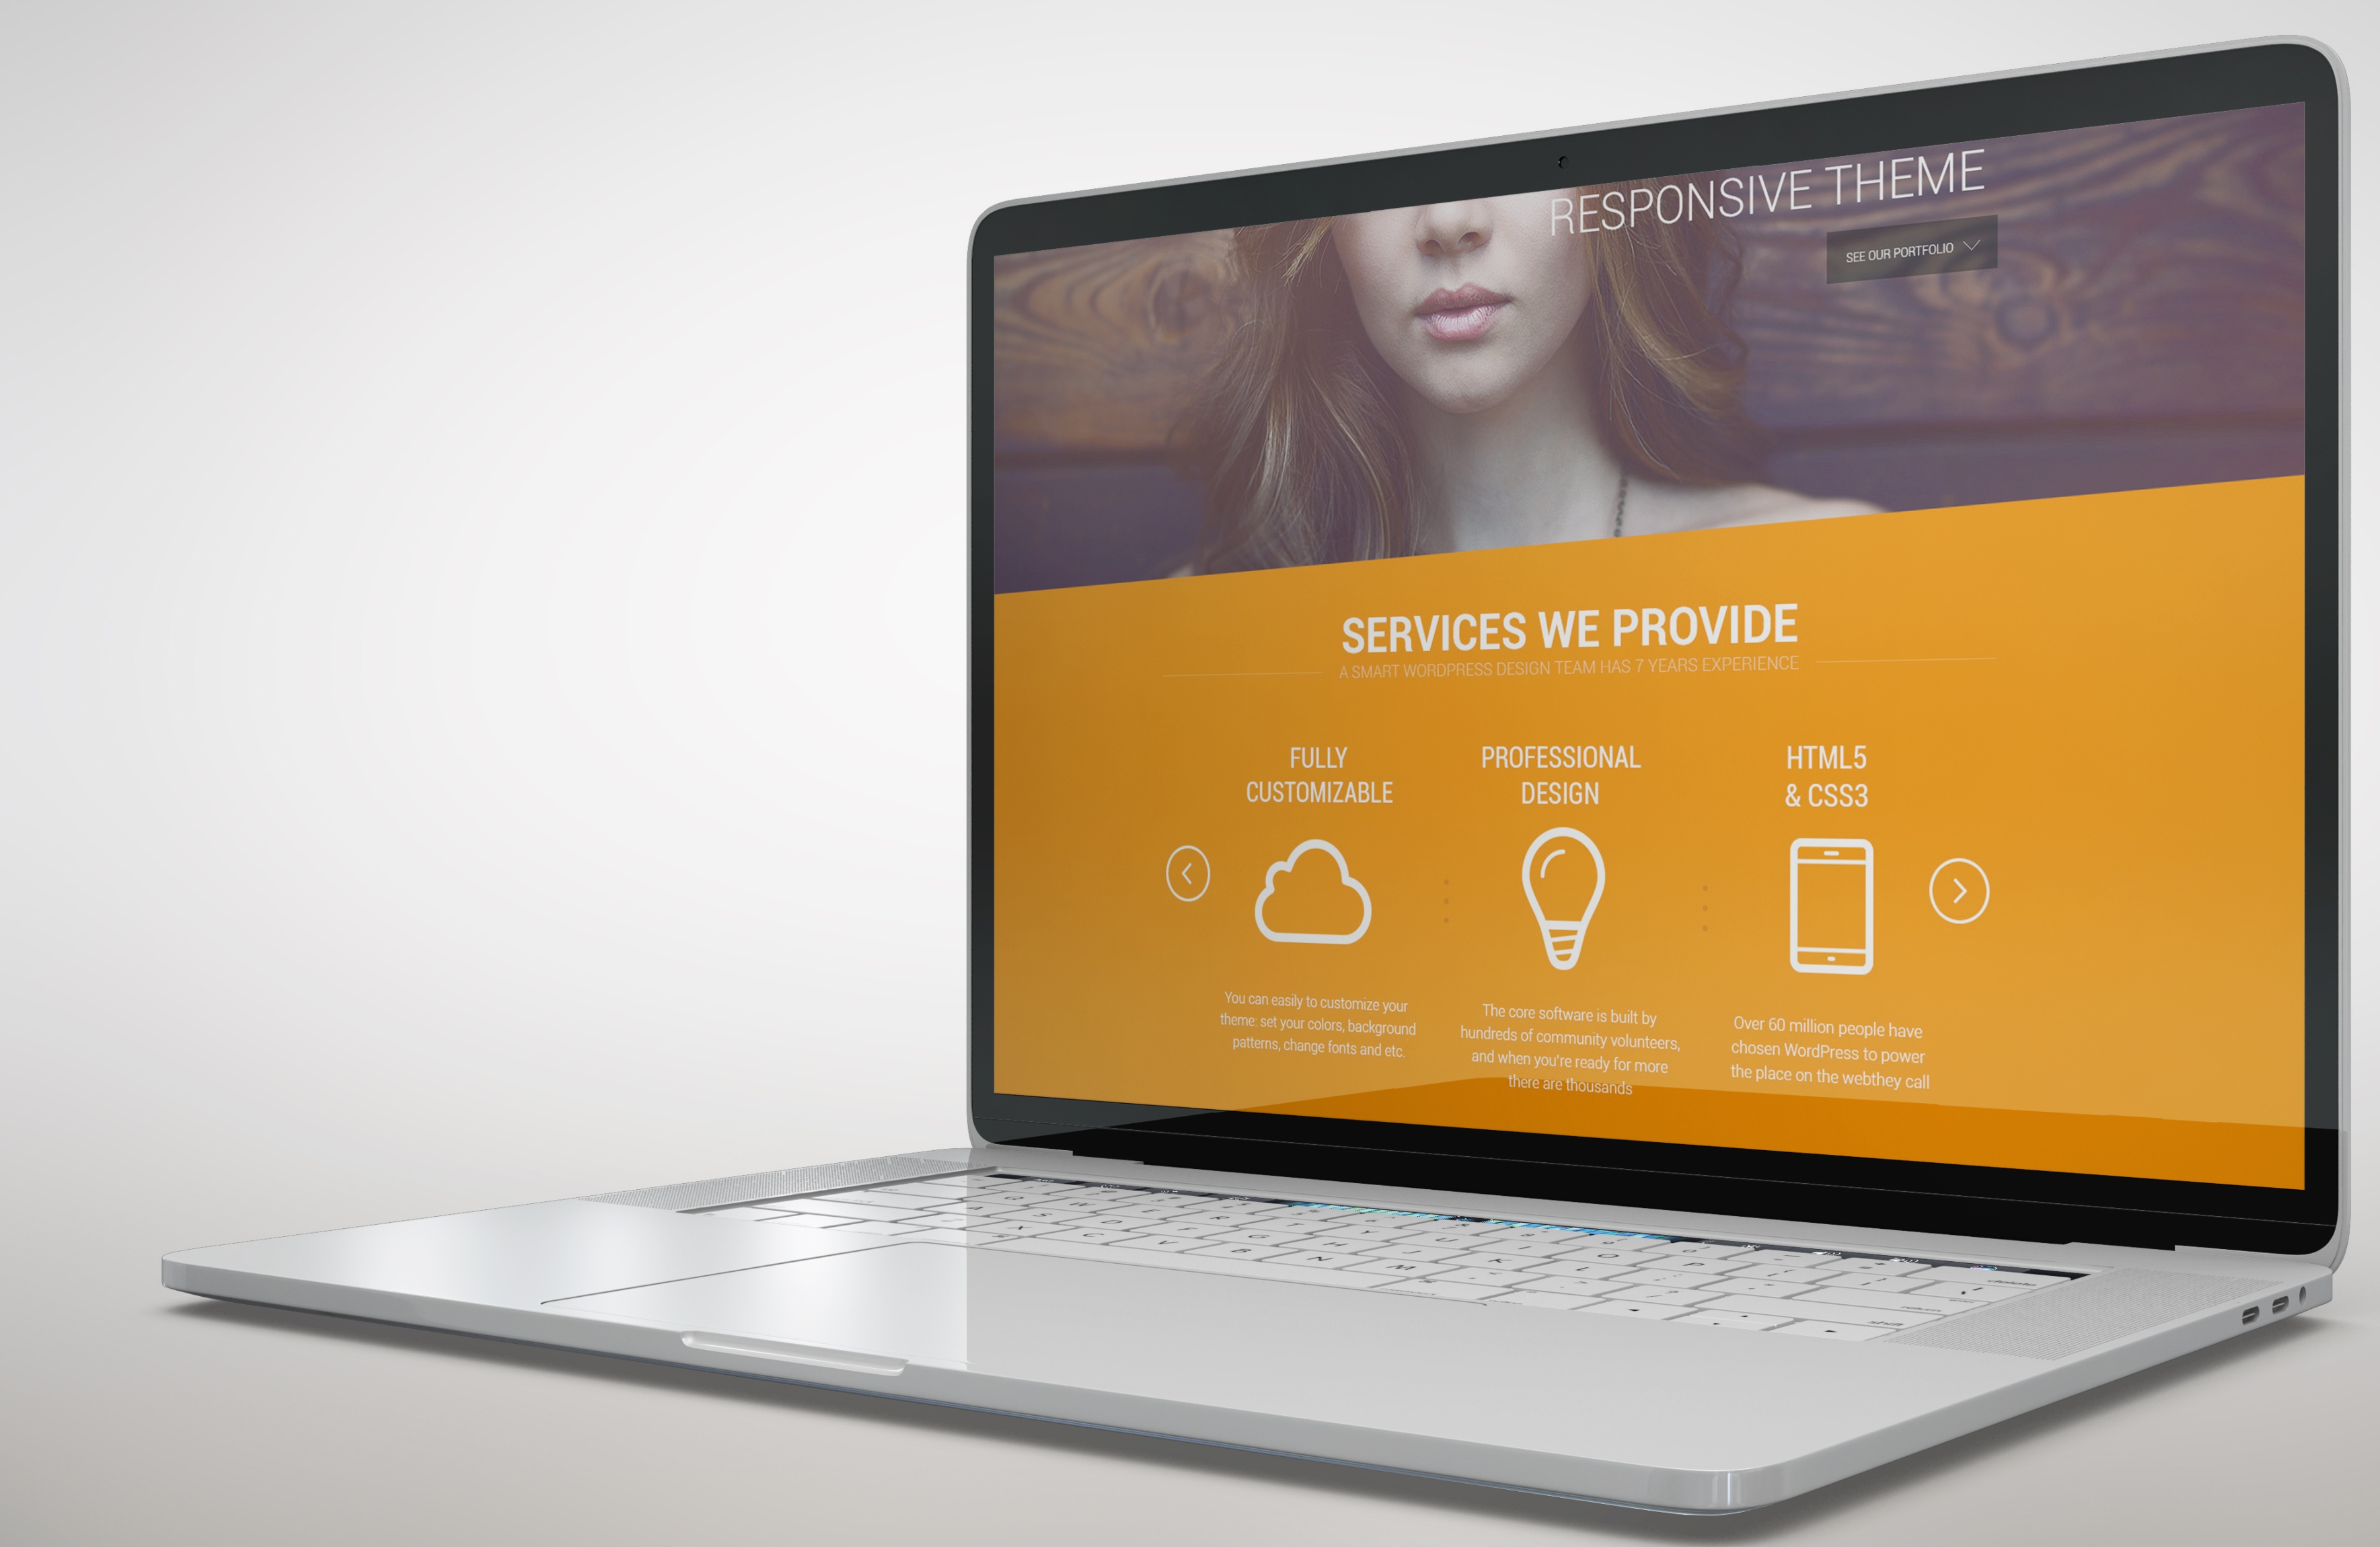 RESPONSIVE THEME
SEE OUR PORTFOLIO
SERVICES WE PROVIDE
A SMART WORDPRESS DESIGN TEAM HAS 7 YEARS EXPERIENCE
FULLY
CUSTOMIZABLE
PROFESSIONAL
DESIGN
HTML5
& CSS3
You can easily to customize your
theme: set your colors, background
patterns, change fonts and etc.
The core software is built by
hundreds of community volunteers,
and when you're ready for more
there are thousands
Over 60 million people have
chosen WordPress to power
the place on the webthey call
Q W E R T Y U I O P
A S D F G H J K L
X C V B N M
return
shift